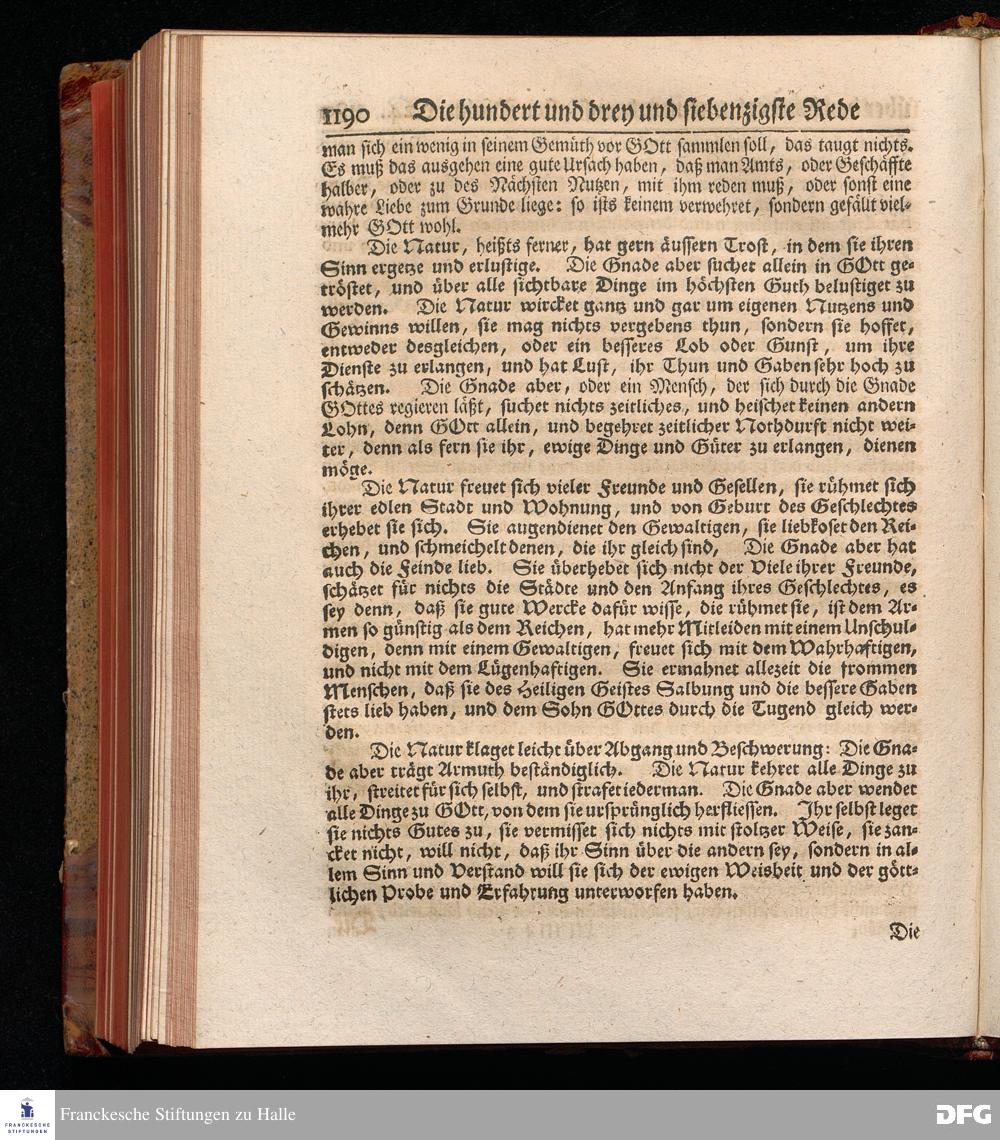 1190 Die hundert und drey und siebenzigste Rede
man sich ein wenig in seinem Gemüth vor GOtt sammlen soll, das taugt nichts.
Es muß das ausgehen eine gute Ursach haben, daß man Amts, oder Geschäffte
halber, oder zu des Nächsten Nutzen, mit ihm reden muß, oder sonst eine
wahre Liebe zum Grunde liege: so ists keinem verwehret, sondern gefällt viel-
mehr GOtt wohl.
Die Natur, heißts ferner, hat gern äussern Trost, in dem sie ihren
Sinn ergetze und erlustige. Die Gnade aber suchet allein in GOtt ge-
tröstet, und über alle sichtbare Dinge im höchsten Guth belustiget zu
werden. Die Natur wircket gantz und gar um eigenen Nutzens und
Gewinns willen, sie mag nichts vergebens thun, sondern sie hoffet,
entweder desgleichen, oder ein besseres Lob oder Gunst, um ihre
Dienste zu erlangen, und hat Lust, ihr Thun und Gaben sehr hoch zu
schätzen. Die Gnade aber, oder ein Mensch, der sich durch die Gnade
GOttes regieren läßt, suchet nichts zeitliches, und heischet keinen andern
Lohn, denn GOtt allein, und begehret zeitlicher Nothdurft nicht wei-
ter, denn als fern sie ihr, ewige Dinge und Güter zu erlangen, dienen
möge.
Die Natur freuet sich vieler Freunde und Gesellen, sie rühmet sich
ihrer edlen Stadt und Wohnung, und von Geburt des Geschlechtes
erhebet sie sich. Sie augendienet den Gewaltigen, sie liebkoset den Rei-
chen, und schmeichelt denen, die ihr gleich sind, Die Gnade aber hat
auch die Feinde lieb. Sie überhebet sich nicht der Viele ihrer Freunde,
schätzet für nichts die Städte und den Anfang ihres Geschlechtes, es
sey denn, daß sie gute Wercke dafür wisse, die rühmet sie, ist dem Ar-
men so günstig als dem Reichen, hat mehr Mitleiden mit einem Unschul-
digen, denn mit einem Gewaltigen, freuet sich mit dem Wahrhaftigen,
und nicht mit dem Lügenhaftigen. Sie ermahnet allezeit die frommen
Menschen, daß sie des Heiligen Geistes Salbung und die bessere Gaben
stets lieb haben, und dem Sohn GOttes durch die Tugend gleich wer-
den.
Die Natur klaget leicht über Abgang und Beschwerung: Die Gna-
de aber trägt Armuth beständiglich. Die Natur kehret alle Dinge zu
ihr, streitet für sich selbst, und strafet iederman. Die Gnade aber wendet
alle Dinge zu GOtt, von dem sie ursprünglich herfliessen. Ihr selbst leget
sie nichts Gutes zu, sie vermisset sich nichts mit stoltzer Weise, sie zan-
cket nicht, will nicht, daß ihr Sinn über die andern sey, sondern in al-
lem Sinn und Verstand will sie sich der ewigen Weisheit und der gött-
lichen Probe und Erfahrung unterworfen haben.
Die
FRANCKESCHE
STIFTUNGEN
Franckesche Stiftungen zu Halle
DFG